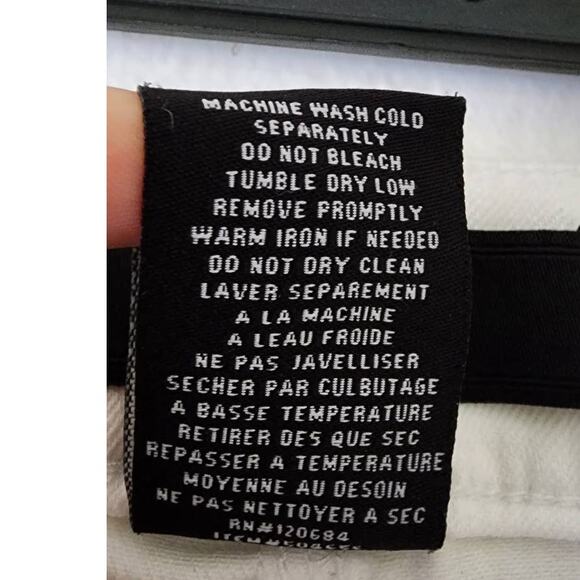 MACHINE WASH COLD
SEPARATELY
DO NOT BLEACH
TUMBLE DRY LOW
REMOVE PROMPTLY
WARM IRON IF NEEDED
DO NOT DRY CLEAN
LAVER SEPAREMENT
A LA MACHINE
A LEAU FROIDE
NE PAS JAVELLISER
SECHER PAR CULBUTAGE
A BASSE TEMPERATURE
RETIRER DES QUE SEC
REPASSER A TEMPERATURE
MOYENNE AU DESOIN
NE PAS NETTOYER A SEC
RN#120684